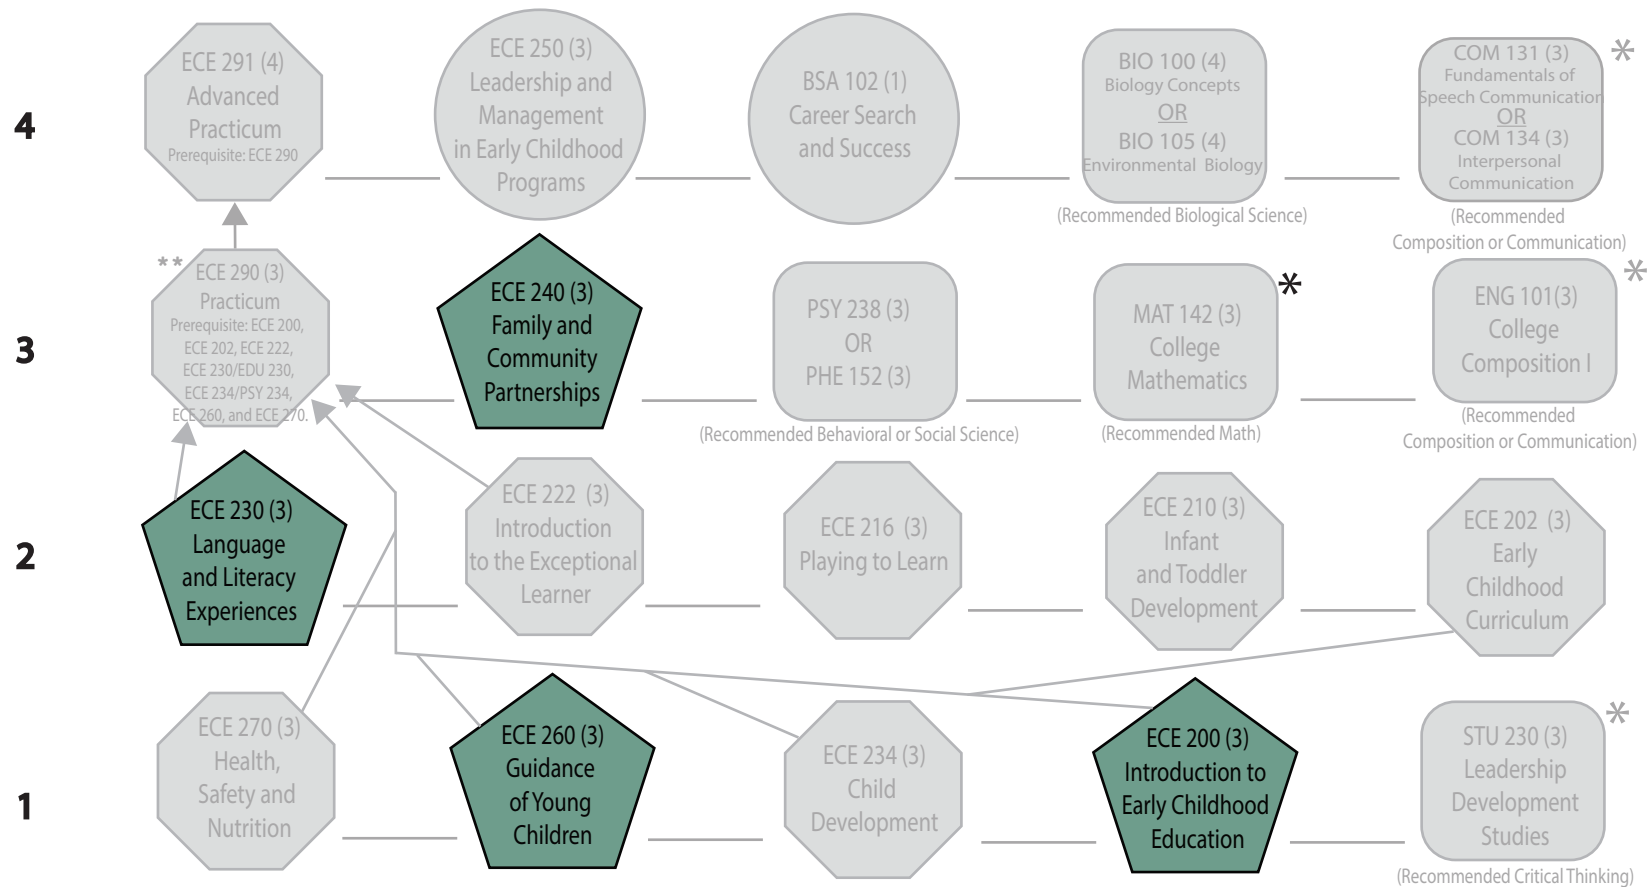 4
ECE 291 (4)
Advanced
Practicum
Prerequisite: ECE 290
ECE 250 (3)
Leadership and
Management
in Early Childhood
Programs
BSA 102 (1)
Career Search
and Success
BIO 100 (4)
Biology Concepts
OR
BIO 105 (4)
Environmental Biology
(Recommended Biological Science)
*
COM 131 (3)
Fundamentals of
Speech Communication
OR
COM 134 (3)
Interpersonal
Communication
(Recommended
Composition or Communication)
3
**
ECE 290 (3)
Practicum
Prerequisite: ECE 200,
ECE 202, ECE 222,
ECE 230/EDU 230,
ECE 234/PSY 234,
ECE 260, and ECE 270.
ECE 240 (3)
Family and
Community
Partnerships
PSY 238 (3)
OR
PHE 152 (3)
(Recommended Behavioral or Social Science)
*
MAT 142 (3)
College
Mathematics
(Recommended Math)
*
ENG 101(3)
College
Composition I
(Recommended
Composition or Communication)
2
ECE 230 (3)
Language
and Literacy
Experiences
ECE 222 (3)
Introduction
to the Exceptional
Learner
ECE 216 (3)
Playing to Learn
ECE 210 (3)
Infant
and Toddler
Development
ECE 202 (3)
Early
Childhood
Curriculum
1
ECE 270 (3)
Health,
Safety and
Nutrition
ECE 260 (3)
Guidance
of Young
Children
ECE 234 (3)
Child
Development
ECE 200 (3)
Introduction to
Early Childhood
Education
*
STU 230 (3)
Leadership
Development
Studies
(Recommended Critical Thinking)